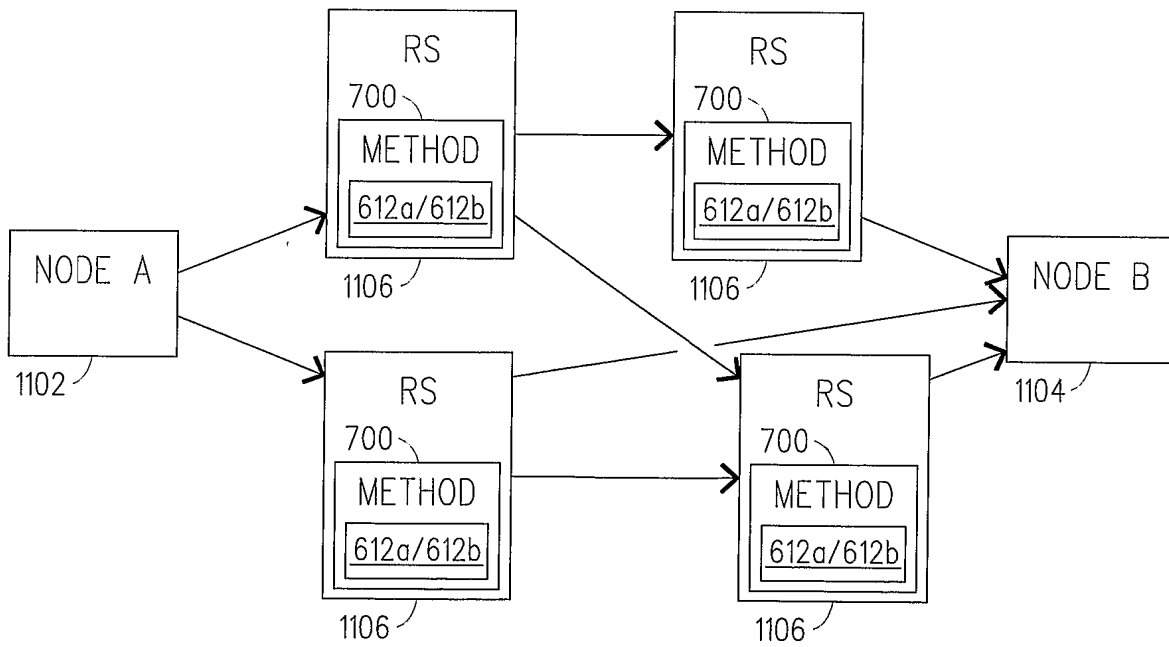 RS
700
METHOD
612a/612b
1106
RS
700
METHOD
612a/612b
1106
NODE A
1102
NODE B
1104
RS
700
METHOD
612a/612b
1106
RS
700
METHOD
612a/612b
1106